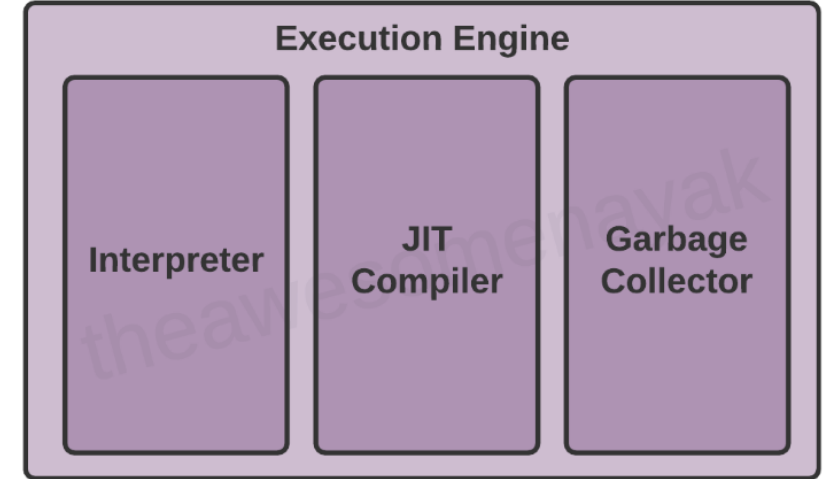 Execution Engine
Interpreter
JIT
Compiler
Garbage
Collector
theawesomenayak